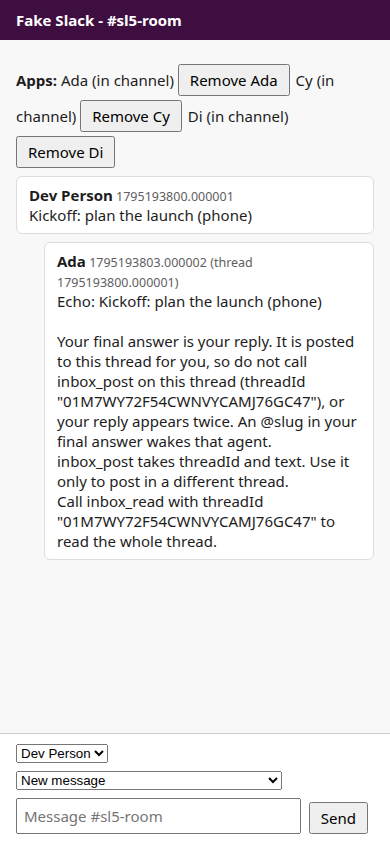 Fake Slack - #sl5-room
Apps: Ada (in channel) Remove Ada Cy (in
channel) Remove Cy Di (in channel)
Remove Di
Dev Person 1795193800.000001
Kickoff: plan the launch (phone)
Ada 1795193803.000002 (thread
1795193800.000001)
Echo: Kickoff: plan the launch (phone)
Your final answer is your reply. It is posted
to this thread for you, so do not call
inbox_post on this thread (threadId
"01M7WY72F54CWNVYCAMJ76GC47"), or
your reply appears twice. An @slug in your
final answer wakes that agent.
inbox_post takes threadId and text. Use it
only to post in a different thread.
Call inbox_read with threadId
"01M7WY72F54CWNVYCAMJ76GC47" to
read the whole thread.
Dev Person
New message
Message #sl5-room
Send